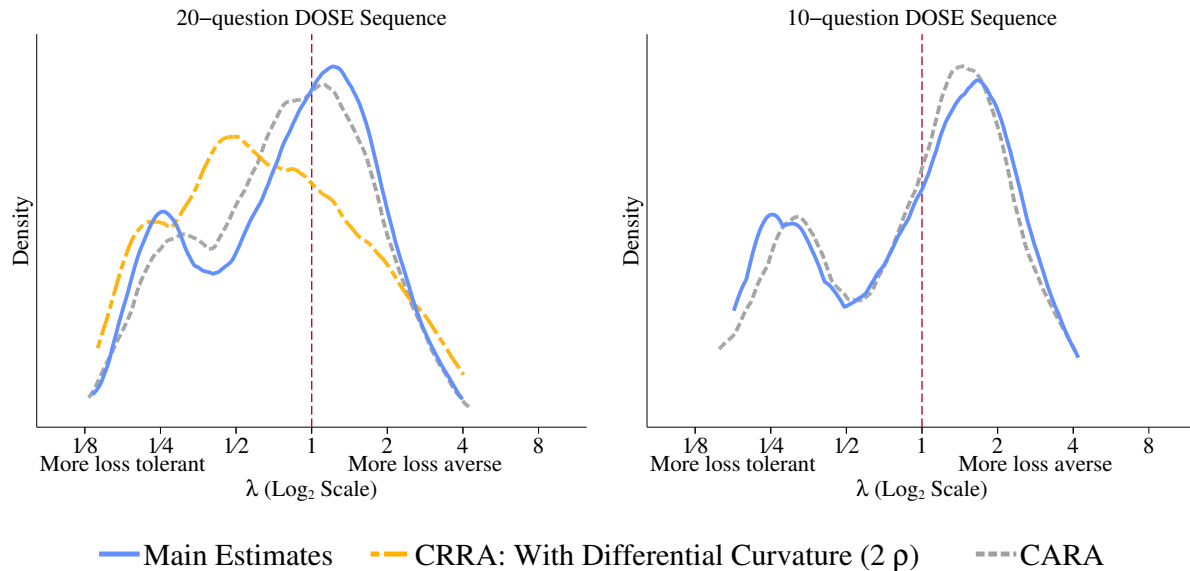 20−question DOSE Sequence
Density
1⁄8 1⁄4 1⁄2 1 2 4 8
More loss tolerant More loss averse
λ (Log₂ Scale)
10−question DOSE Sequence
Density
1⁄8 1⁄4 1⁄2 1 2 4 8
More loss tolerant More loss averse
λ (Log₂ Scale)
Main Estimates CRRA: With Differential Curvature (2 ρ) CARA